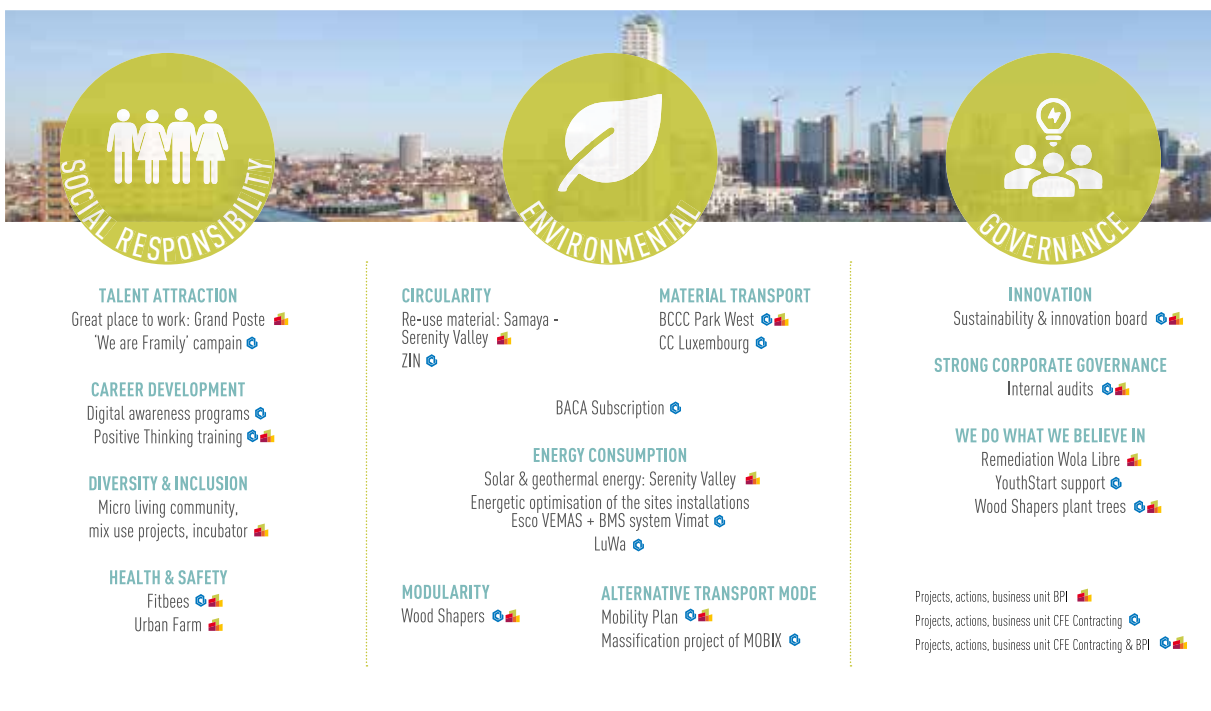 SOCIAL RESPONSIBILITY
TALENT ATTRACTION
Great place to work: Grand Poste
'We are Framily' campain
CAREER DEVELOPMENT
Digital awareness programs
Positive Thinking training
DIVERSITY & INCLUSION
Micro living community,
mix use projects, incubator
HEALTH & SAFETY
Fitbees
Urban Farm
ENVIRONMENTAL
CIRCULARITY
Re-use material: Samaya -
Serenity Valley
ZIN
MATERIAL TRANSPORT
BCCC Park West
CC Luxembourg
BACA Subscription
ENERGY CONSUMPTION
Solar & geothermal energy: Serenity Valley
Energetic optimisation of the sites installations
Esco VEMAS + BMS system Vimat
LuWa
MODULARITY
Wood Shapers
ALTERNATIVE TRANSPORT MODE
Mobility Plan
Massification project of MOBIX
GOVERNANCE
INNOVATION
Sustainability & innovation board
STRONG CORPORATE GOVERNANCE
Internal audits
WE DO WHAT WE BELIEVE IN
Remediation Wola Libre
YouthStart support
Wood Shapers plant trees
Projects, actions, business unit BPI
Projects, actions, business unit CFE Contracting
Projects, actions, business unit CFE Contracting & BPI